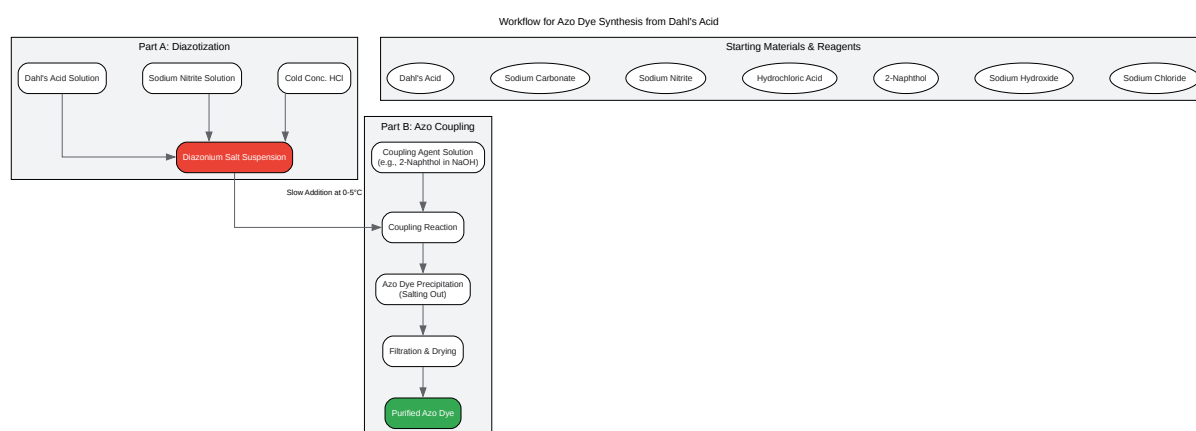 Workflow for Azo Dye Synthesis from Dahl's Acid
Part A: Diazotization
Dahl's Acid Solution
Sodium Nitrite Solution
Cold Conc. HCl
Diazonium Salt Suspension
Starting Materials & Reagents
Dahl's Acid
Sodium Carbonate
Sodium Nitrite
Hydrochloric Acid
2-Naphthol
Sodium Hydroxide
Sodium Chloride
Slow Addition at 0-5°C
Part B: Azo Coupling
Coupling Agent Solution
(e.g., 2-Naphthol in NaOH)
Coupling Reaction
Azo Dye Precipitation
(Salting Out)
Filtration & Drying
Purified Azo Dye